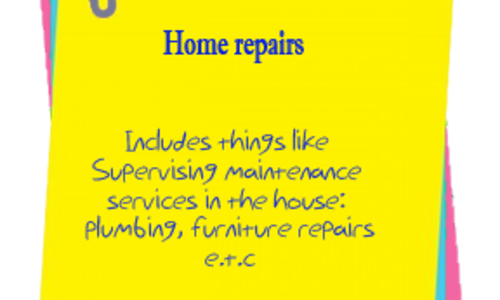 Home repairs
Includes things like
Supervising maintenance
services in the house:
plumbing, furniture repairs
e.t.c